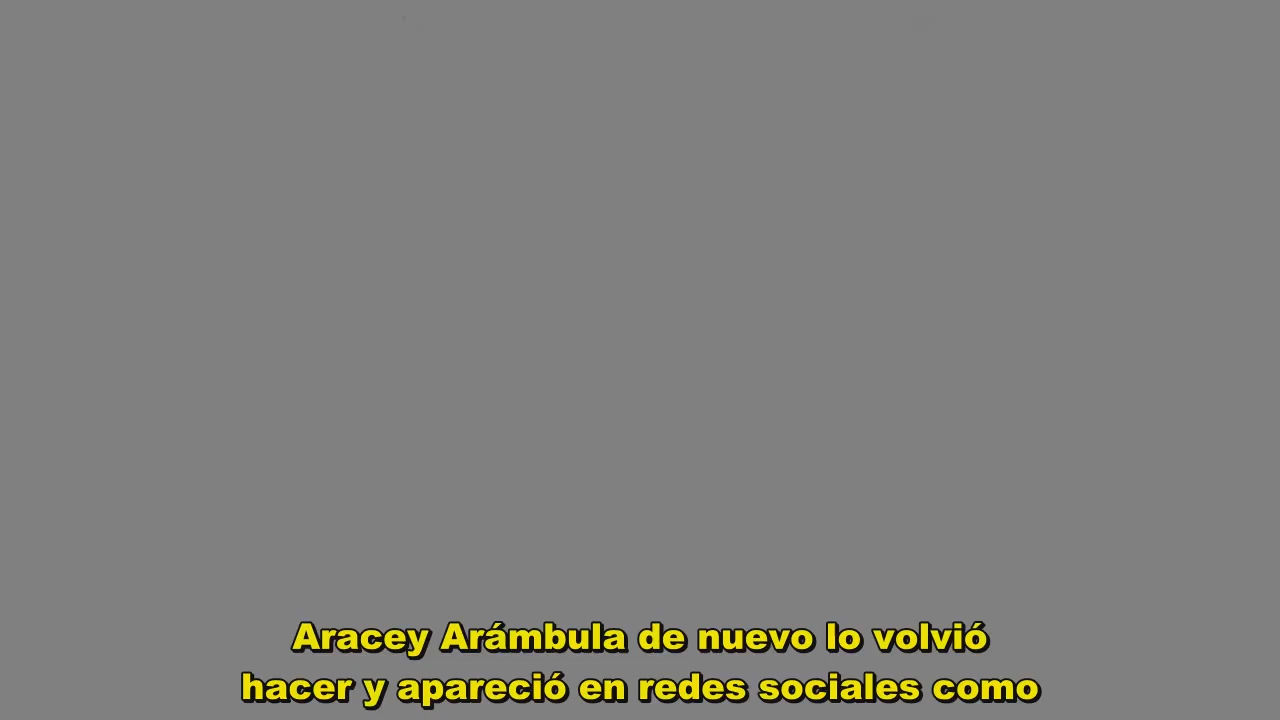 Aracey Arámbula de nuevo lo volvió
hacer y apareció en redes sociales como